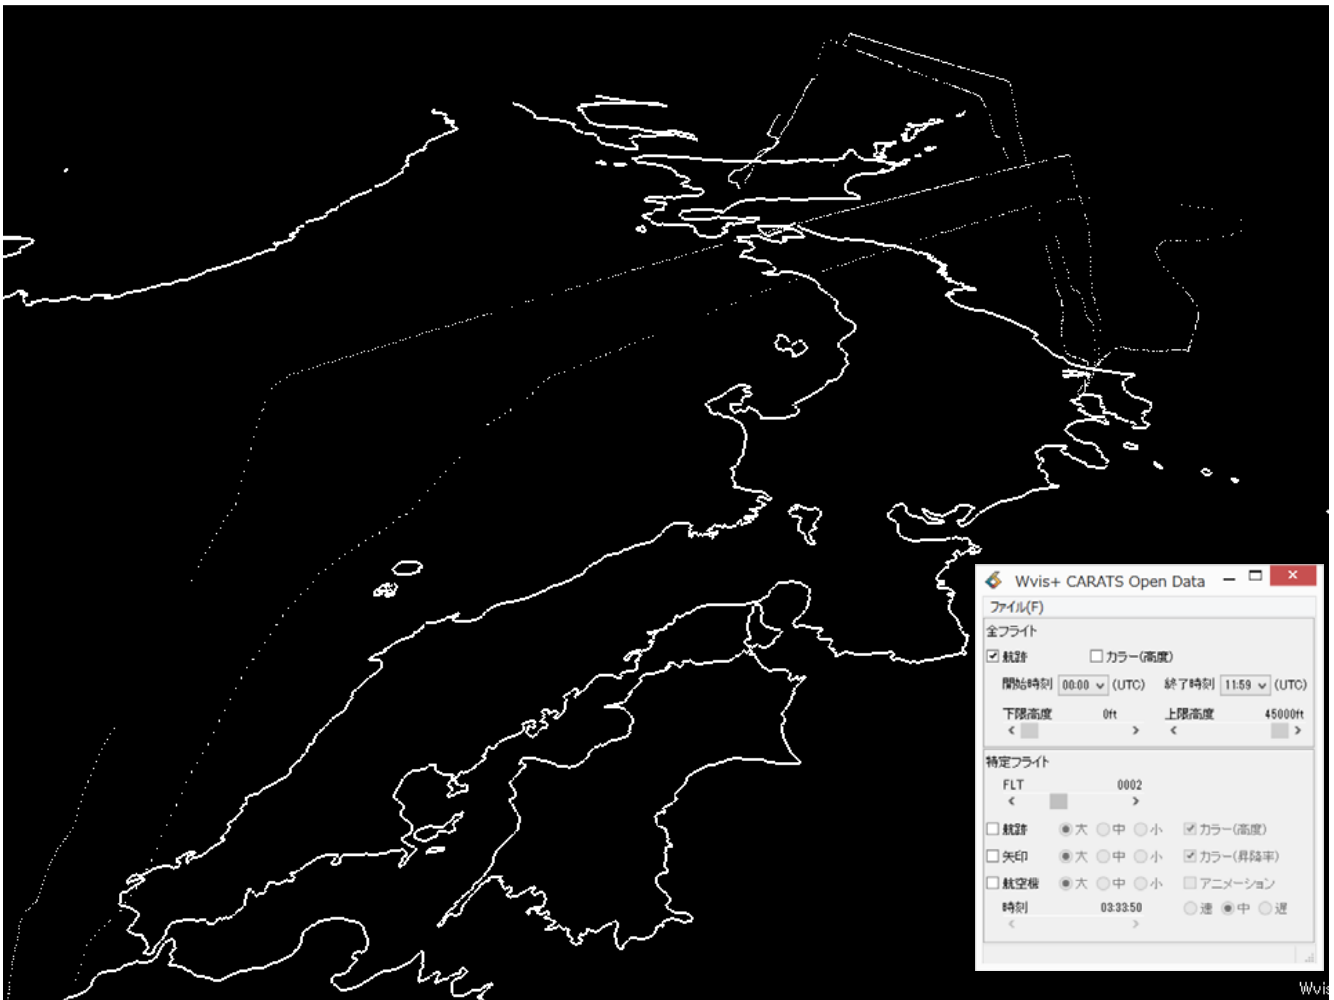 Wvis+ CARATS Open Data
ファイル(F)
全フライト
航跡 カラー(高度)
開始時刻 00:00 (UTC) 終了時刻 11:59 (UTC)
下限高度 0ft 上限高度 45000ft
特定フライト
FLT 0002
航跡 大 中 小 カラー(高度)
矢印 大 中 小 カラー(昇降率)
航空機 大 中 小 アニメーション
時刻 03:33:50 速 中 遅
Wvis